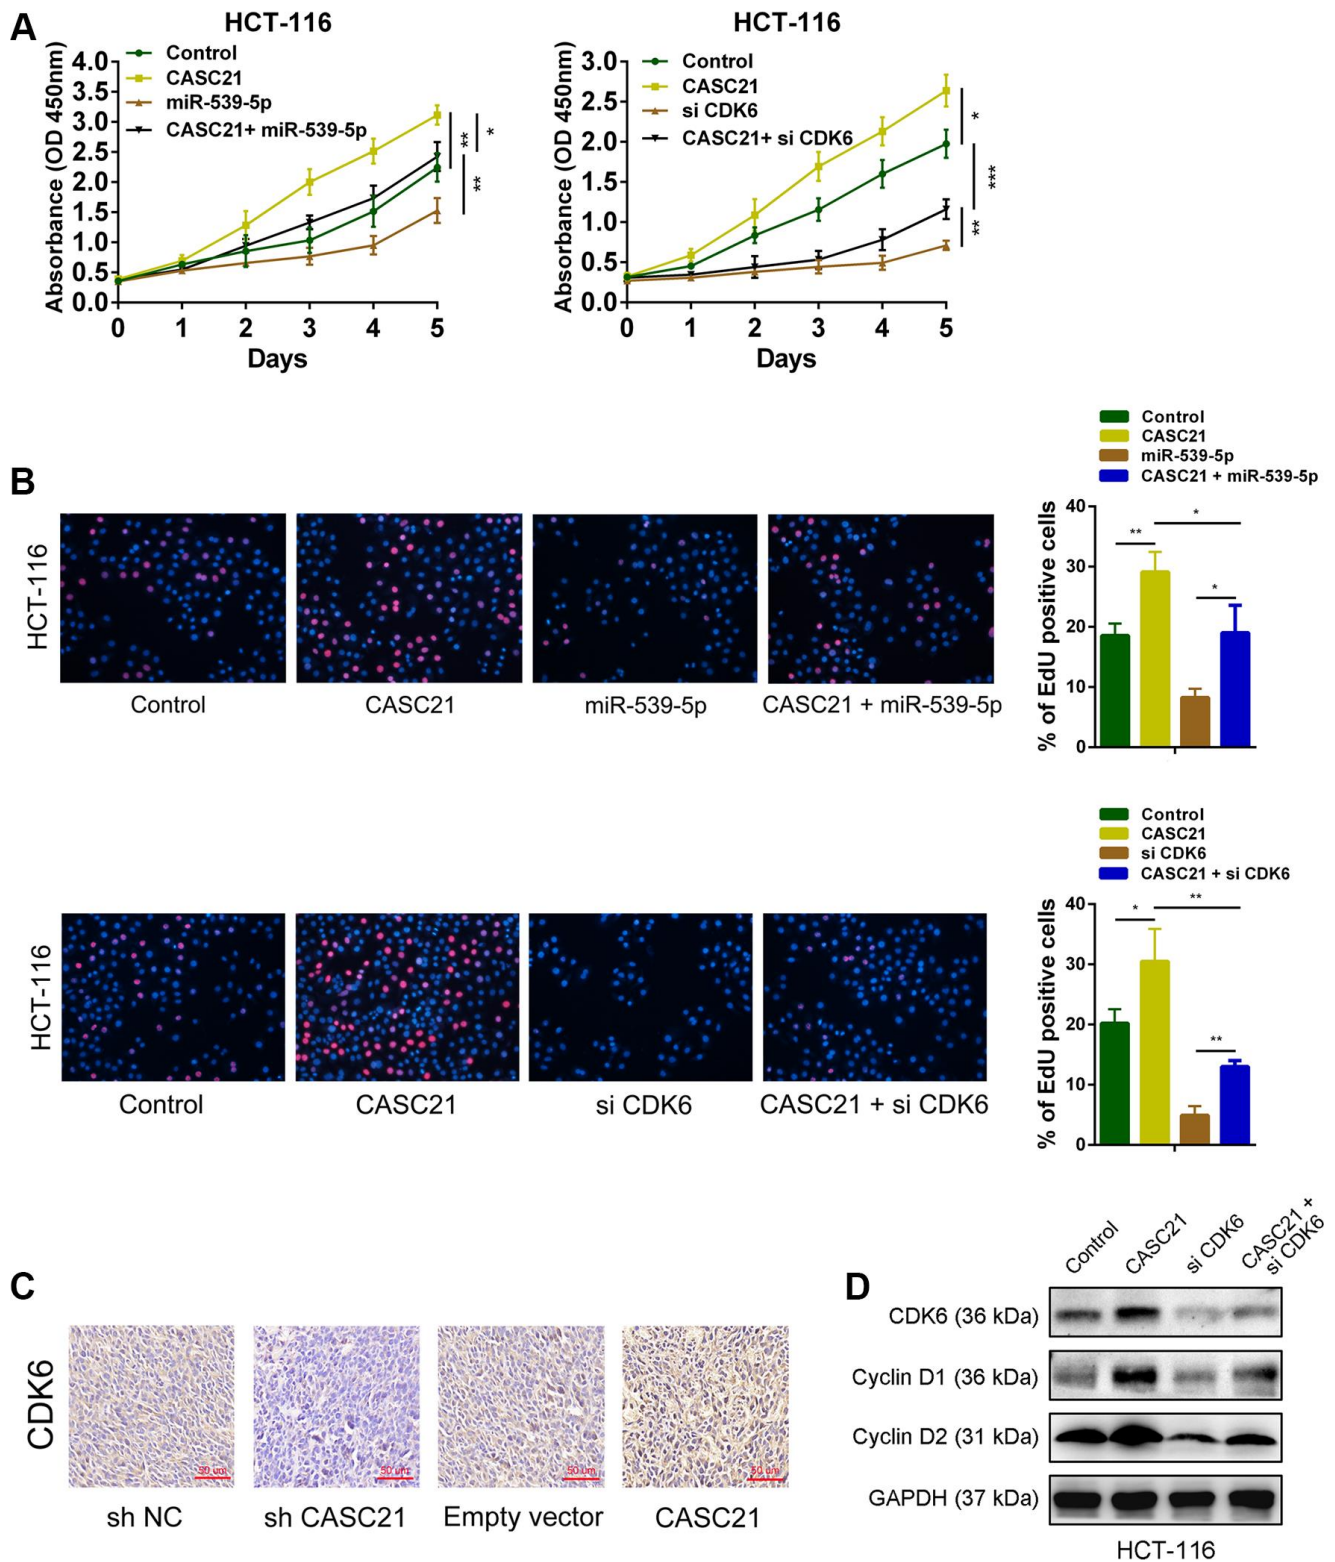 A
HCT-116
Absorbance (OD 450nm)
4.0
3.5
3.0
2.5
2.0
1.5
1.0
0.5
0.0
Control
CASC21
miR-539-5p
CASC21+ miR-539-5p
** *
**
0 1 2 3 4 5
Days
HCT-116
Absorbance (OD 450nm)
3.0
2.5
2.0
1.5
1.0
0.5
0.0
Control
CASC21
si CDK6
CASC21+ si CDK6
*
***
**
0 1 2 3 4 5
Days
B
HCT-116
Control
CASC21
miR-539-5p
CASC21 + miR-539-5p
Control
CASC21
miR-539-5p
CASC21 + miR-539-5p
% of EdU positive cells
40
30
20
10
0
*
**
*
HCT-116
Control
CASC21
si CDK6
CASC21 + si CDK6
Control
CASC21
si CDK6
CASC21 + si CDK6
% of EdU positive cells
40
30
20
10
0
* **
**
C
CDK6
50 um
50 um
50 um
50 um
sh NC
sh CASC21
Empty vector
CASC21
D
Control
CASC21
si CDK6
CASC21 +
si CDK6
CDK6 (36 kDa)
Cyclin D1 (36 kDa)
Cyclin D2 (31 kDa)
GAPDH (37 kDa)
HCT-116